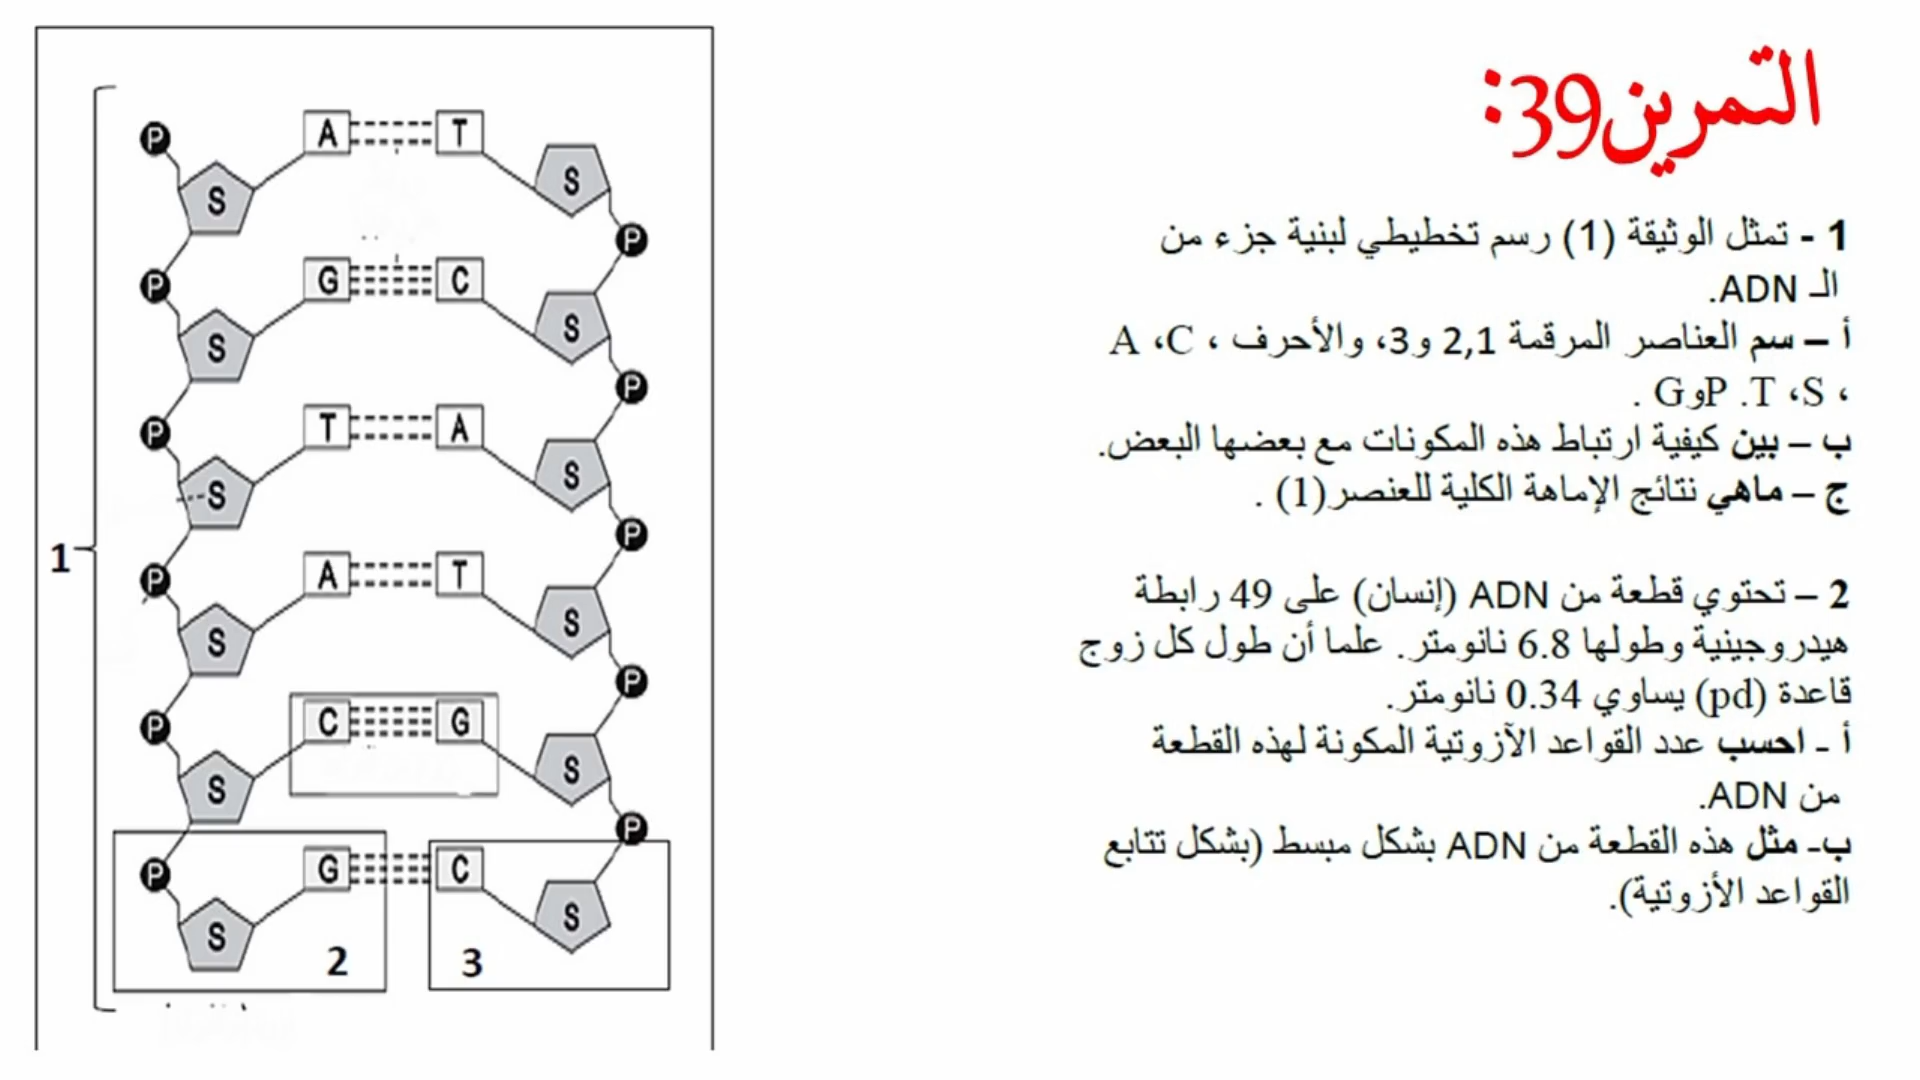 التمرين39:
1 - تمثل الوثيقة (1) رسم تخطيطي لبنية جزء من
الـ ADN.
أ – سم العناصر المرقمة 2,1 و3، والأحرف ، A ،C
، G وP .T ،S .
ب – بين كيفية ارتباط هذه المكونات مع بعضها البعض.
ج – ماهي نتائج الإماهة الكلية للعنصر(1) .
2 – تحتوي قطعة من ADN (إنسان) على 49 رابطة
هيدروجينية وطولها 6.8 نانومتر. علما أن طول كل زوج
قاعدة (pd) يساوي 0.34 نانومتر.
أ - احسب عدد القواعد الآزوتية المكونة لهذه القطعة
من ADN.
ب- مثل هذه القطعة من ADN بشكل مبسط (بشكل تتابع
القواعد الأزوتية).
P A T
S S
P
P G C
S S
P
P T A
S S
P
1
P A T
S S
P
P C G
S S
P
P G C
S S
2 3